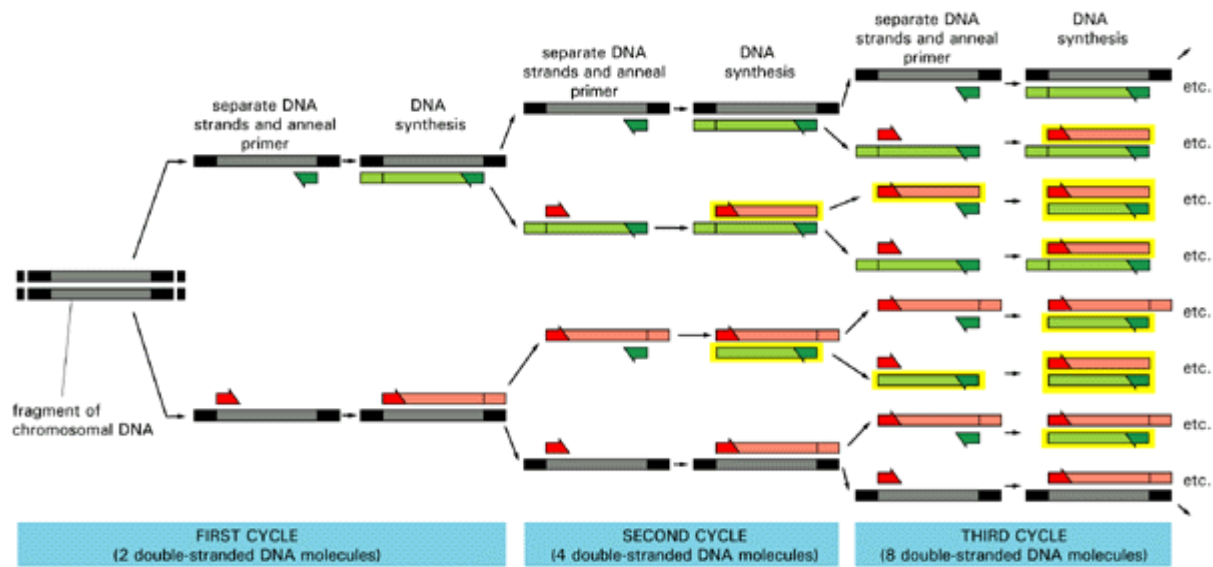 separate DNA
strands and anneal
primer
DNA
synthesis
separate DNA
strands and anneal
primer
DNA
synthesis
separate DNA
strands and anneal
primer
DNA
synthesis
etc.
etc.
etc.
etc.
etc.
etc.
etc.
etc.
fragment of
chromosomal DNA
FIRST CYCLE
(2 double-stranded DNA molecules)
SECOND CYCLE
(4 double-stranded DNA molecules)
THIRD CYCLE
(8 double-stranded DNA molecules)